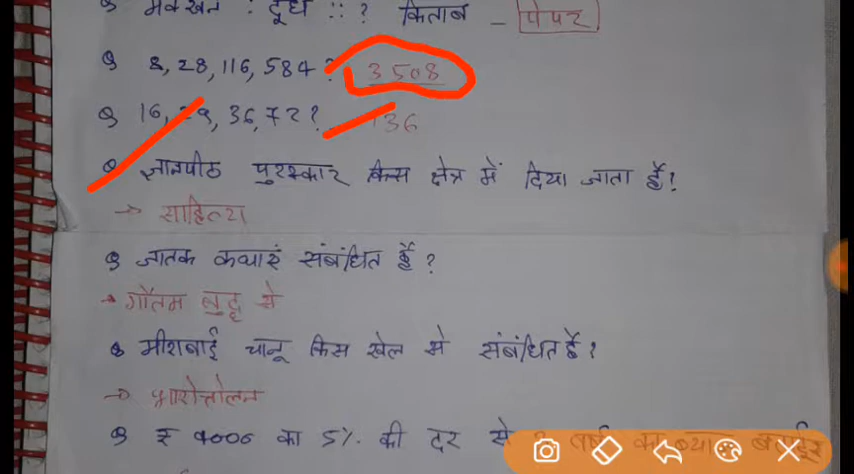 मक्खन : दूध :: ? किताब - पेपर
Q 8, 28, 116, 584 ? 3508
Q 16, 36, 72 ? 136
Q ज्ञानपीठ पुरस्कार किस क्षेत्र में दिया जाता है?
→ साहित्य
Q जातक कथाएं संबंधित है ?
→ गौतम बुद्ध से
Q मीराबाई चानू किस खेल से संबंधित है ?
→ भारोत्तोलन
Q ₹ का 5% की दर से